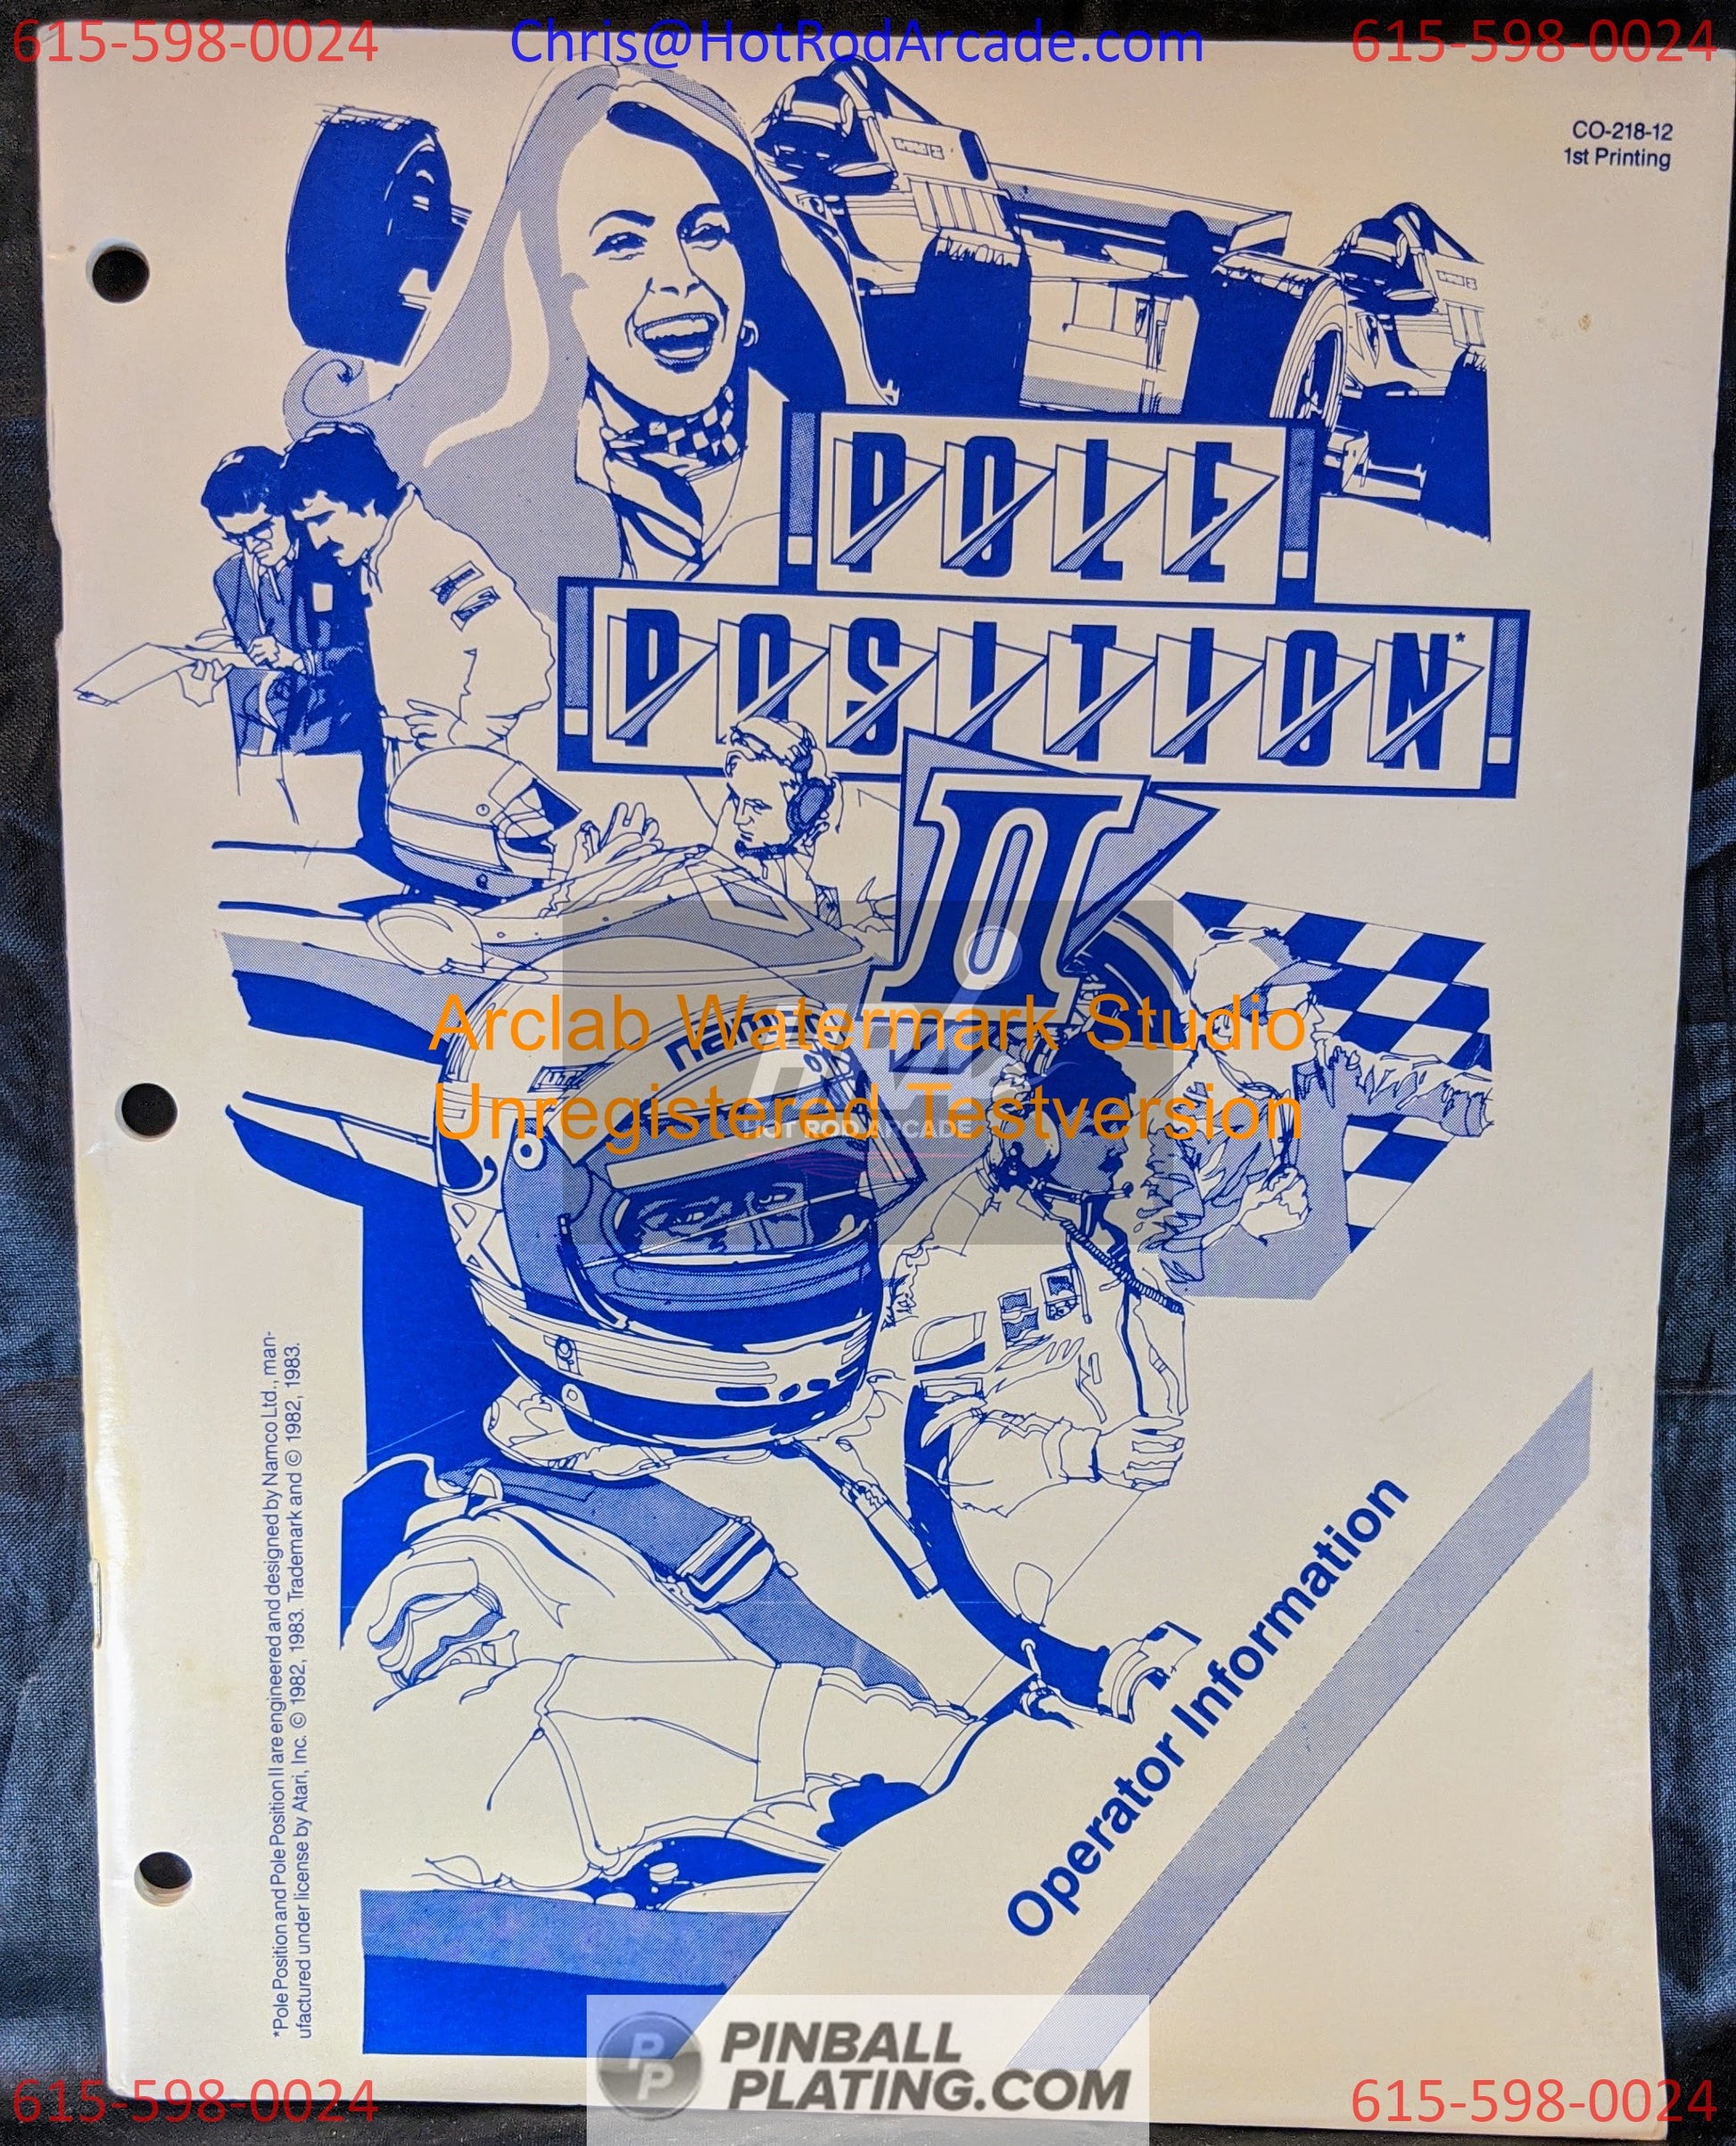 615-598-0024
Chris@HotRodArcade.com
615-598-0024
CO-218-12
1st Printing
POLE
POSITION*
II
Arclab Watermark Studio
Unregistered Testversion
HOT ROD ARCADE
Operator Information
*Pole Position and Pole Position II are engineered and designed by Namco Ltd., man-
ufactured under license by Atari, Inc. © 1982, 1983. Trademark and © 1982, 1983.
PP
PINBALL
PLATING.COM
615-598-0024
615-598-0024